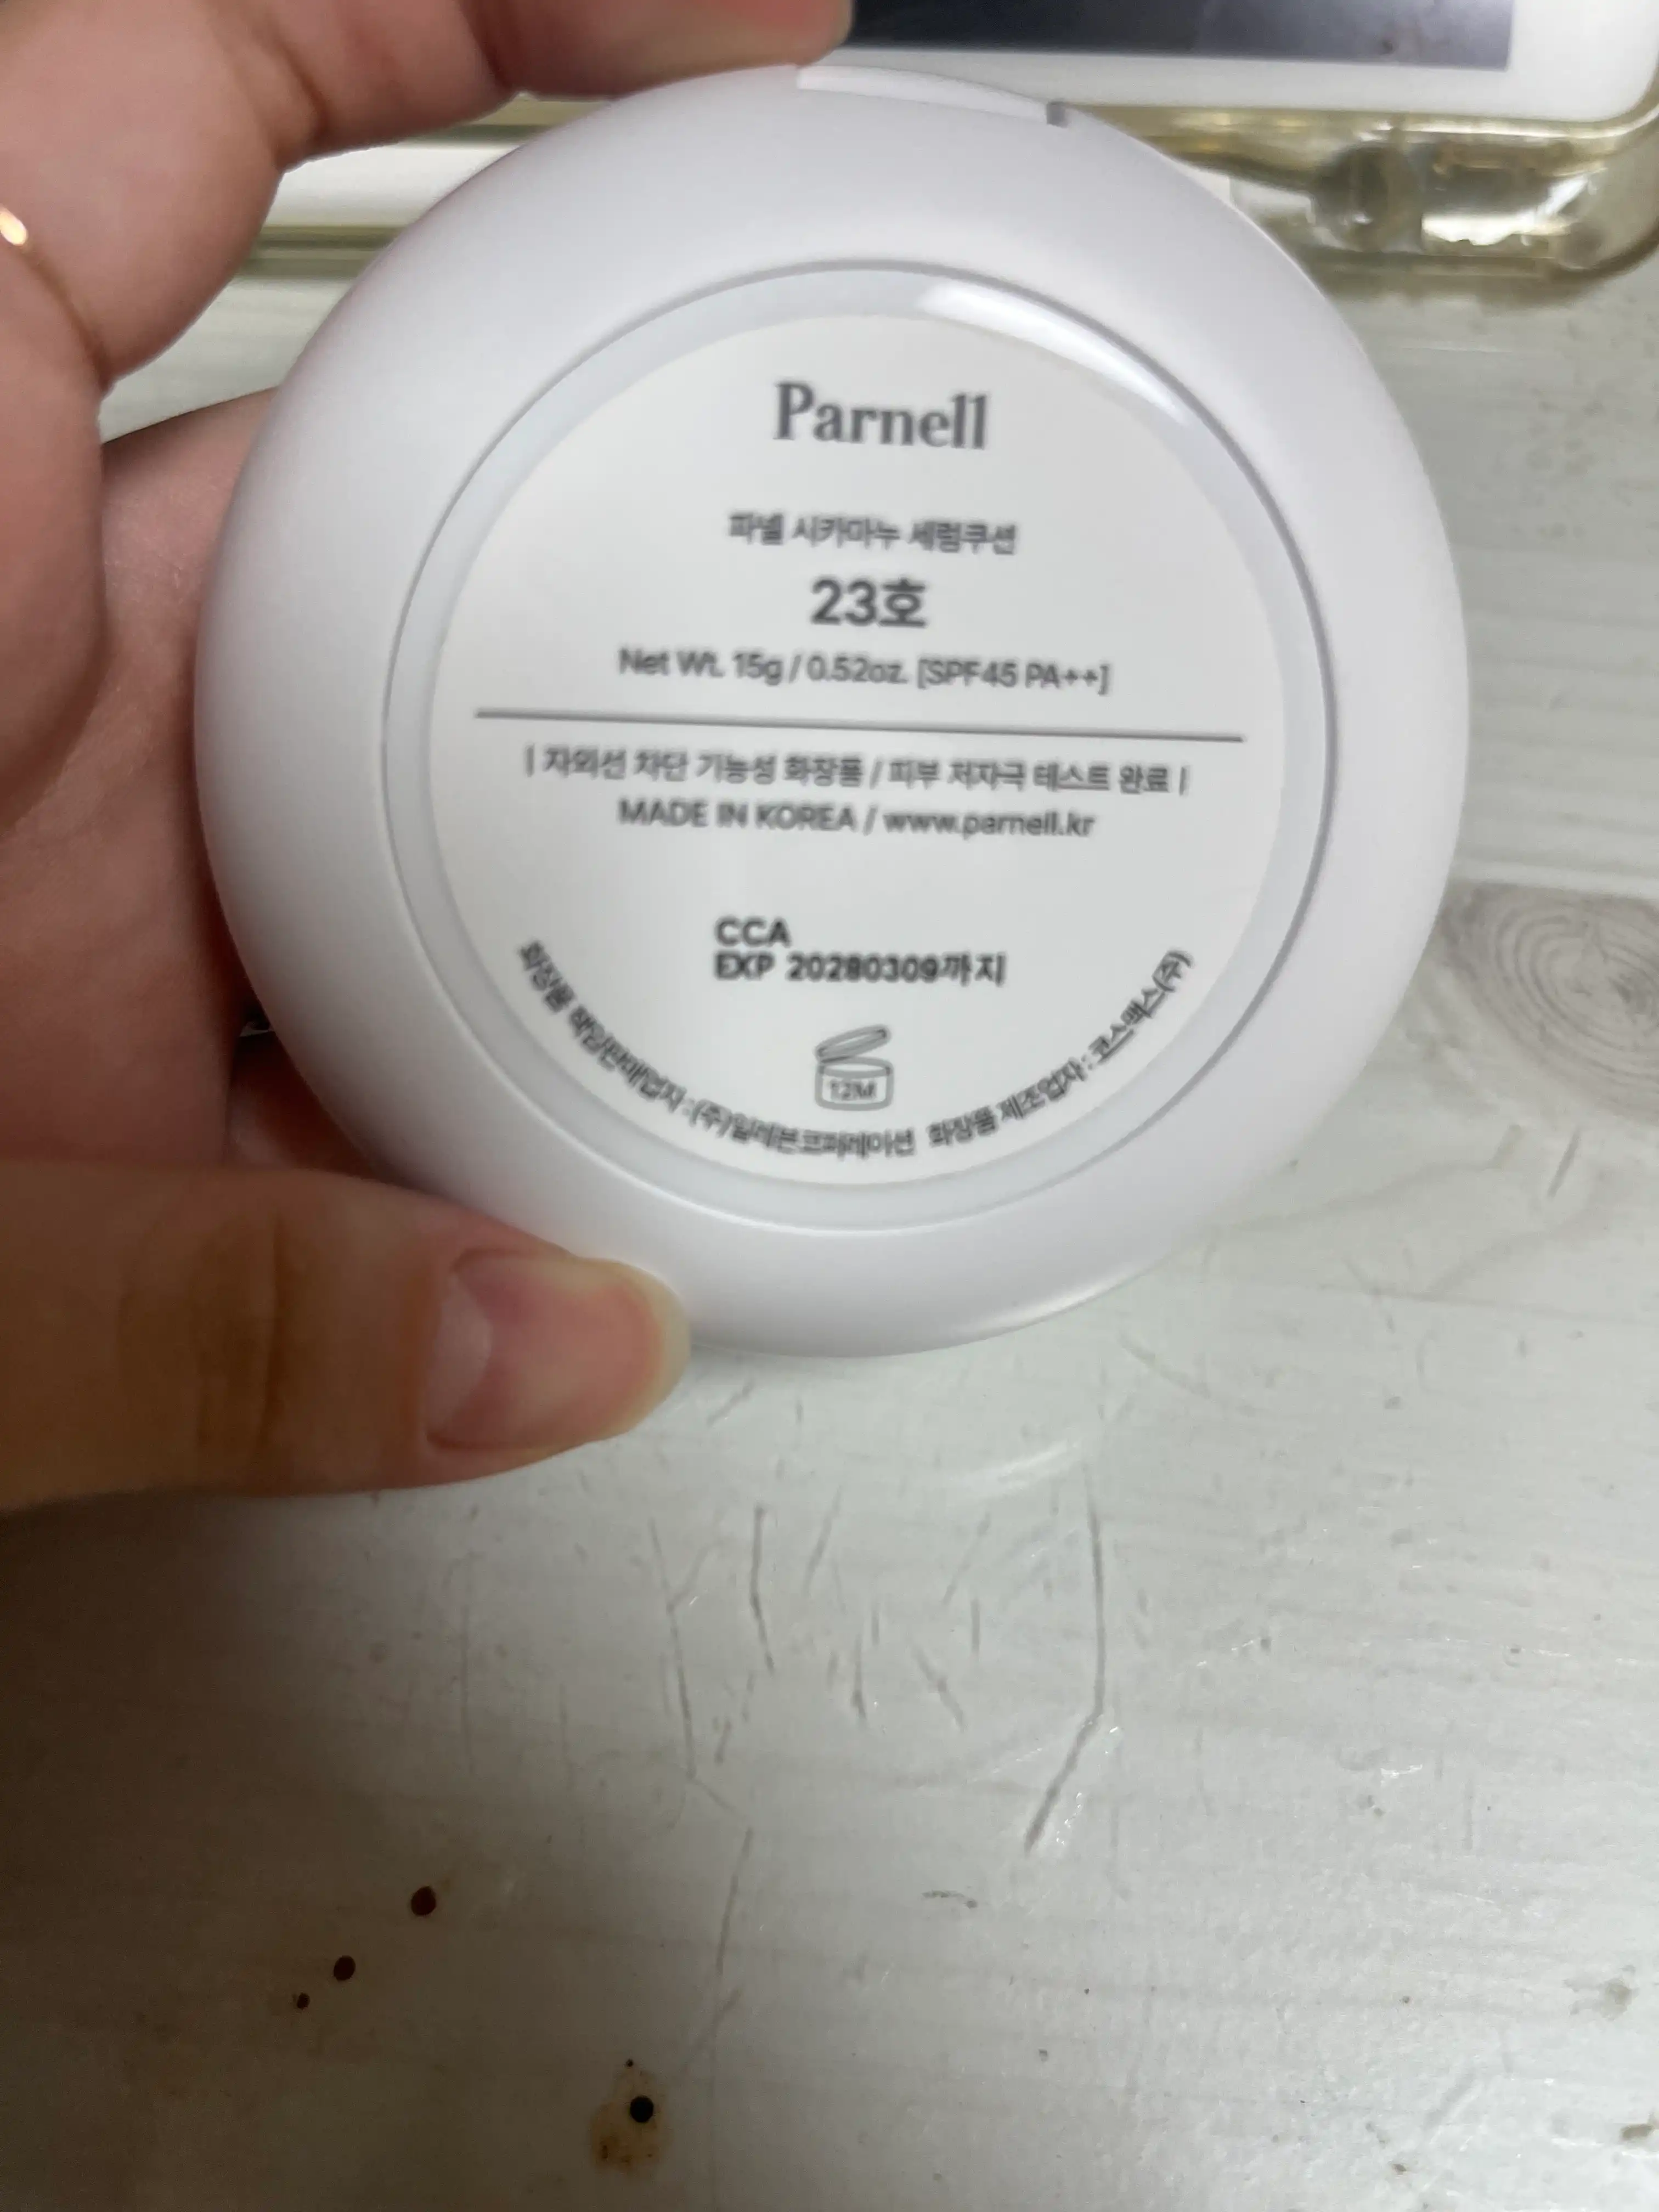 Parnell
파넬 시카마누 세럼쿠션
23호
Net Wt. 15g / 0.52oz. [SPF45 PA++]
| 자외선 차단 기능성 화장품 / 피부 저자극 테스트 완료 |
MADE IN KOREA / www.parnell.kr
CCA
EXP 20280309까지
12M
화장품 책임판매업자 : (주)일레븐코퍼레이션 화장품 제조업자 : 코스맥스(주)